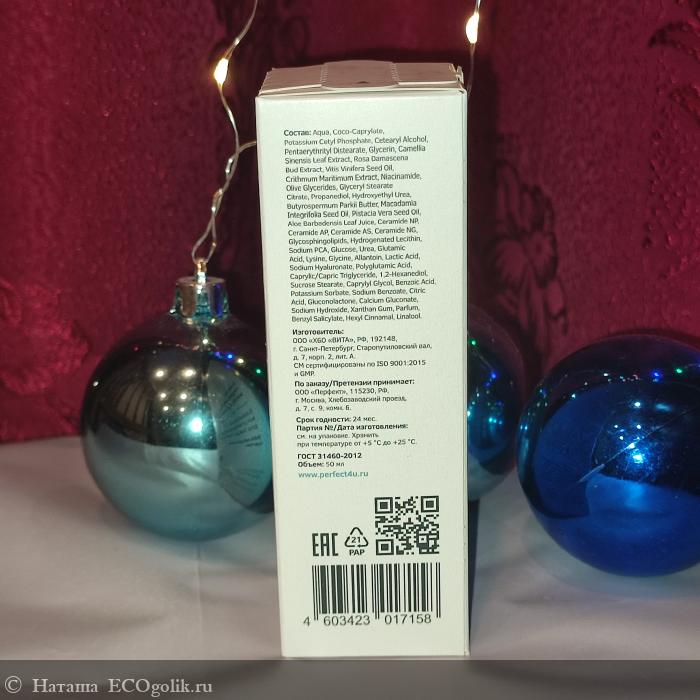 Состав: Aqua, Coco-Caprylate,
Potassium Cetyl Phosphate, Cetearyl Alcohol,
Pentaerythrityl Distearate, Glycerin, Camellia
Sinensis Leaf Extract, Rosa Damascena
Bud Extract, Vitis Vinifera Seed Oil,
Crithmum Maritimum Extract, Niacinamide,
Olive Glycerides, Glyceryl Stearate
Citrate, Propanediol, Hydroxyethyl Urea,
Butyrospermum Parkii Butter, Macadamia
Integrifolia Seed Oil, Pistacia Vera Seed Oil,
Aloe Barbadensis Leaf Juice, Ceramide NP,
Ceramide AP, Ceramide AS, Ceramide NG,
Glycosphingolipids, Hydrogenated Lecithin,
Sodium PCA, Glucose, Urea, Glutamic
Acid, Lysine, Glycine, Allantoin, Lactic Acid,
Sodium Hyaluronate, Polyglutamic Acid,
Caprylic/Capric Triglyceride, 1,2-Hexanediol,
Sucrose Stearate, Caprylyl Glycol, Benzoic Acid,
Potassium Sorbate, Sodium Benzoate, Citric
Acid, Gluconolactone, Calcium Gluconate,
Sodium Hydroxide, Xanthan Gum, Parfum,
Benzyl Salicylate, Hexyl Cinnamal, Linalool.
Изготовитель:
ООО «ХБО «ВИТА», РФ, 192148,
г. Санкт-Петербург, Старопутиловский вал,
д. 7, корп. 2, лит. А.
СМ сертифицированы по ISO 9001:2015
и GMP.
По заказу/Претензии принимает:
ООО «Перфект», 115230, РФ,
г. Москва, Хлебозаводский проезд,
д. 7, с. 9, комн. 6.
Срок годности: 24 мес.
Партия №/Дата изготовления:
см. на упаковке. Хранить
при температуре от +5 °С до +25 °С.
ГОСТ 31460-2012
Объем: 50 мл
www.perfect4u.ru
EAC
21
PAP
4 603423 017158
© Наташа ECOgolik.ru